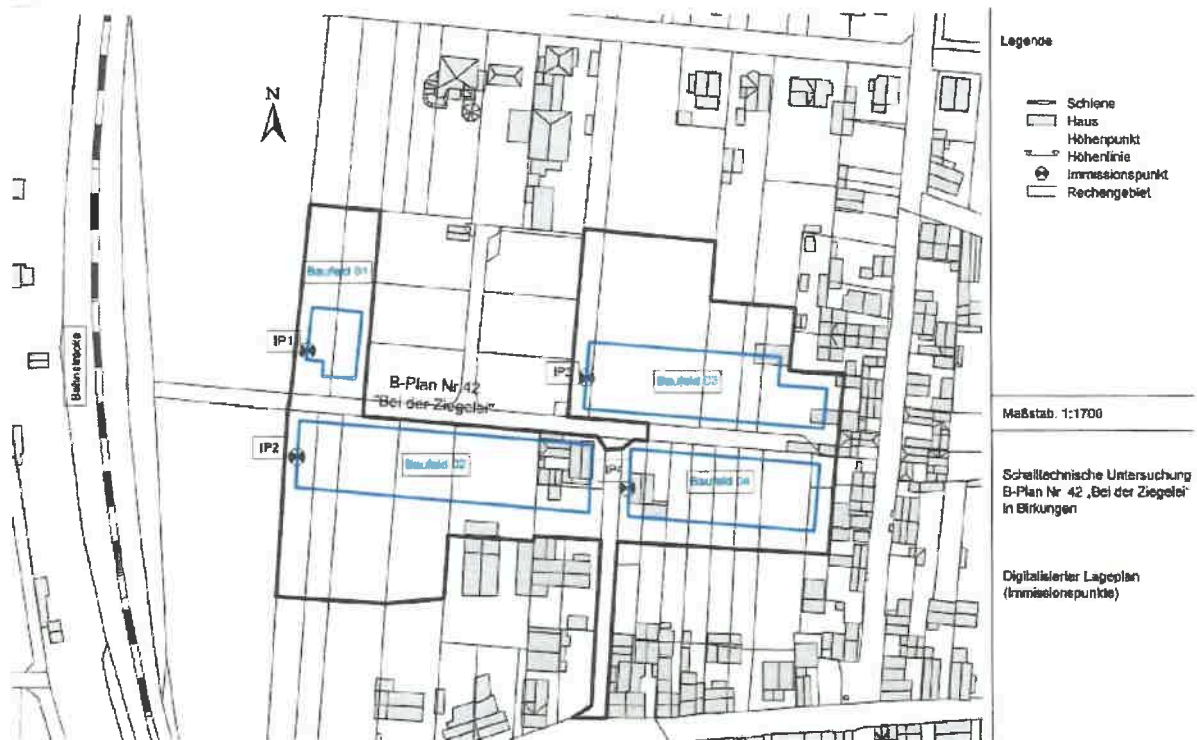 Legende
N
Schiene
Haus
Höhenpunkt
Höhenlinie
Immissionspunkt
Rechengebiet
Baufeld 01
IP1
Bahnstrecke
B-Plan Nr 42
"Bei der Ziegelei"
Baufeld 03
Maßstab. 1:1700
IP2
Baufeld 02
Baufeld 04
Schalltechnische Untersuchung
B-Plan Nr 42 „Bei der Ziegelei"
in Birkungen
Digitalisierter Lageplan
(Immissionspunkte)